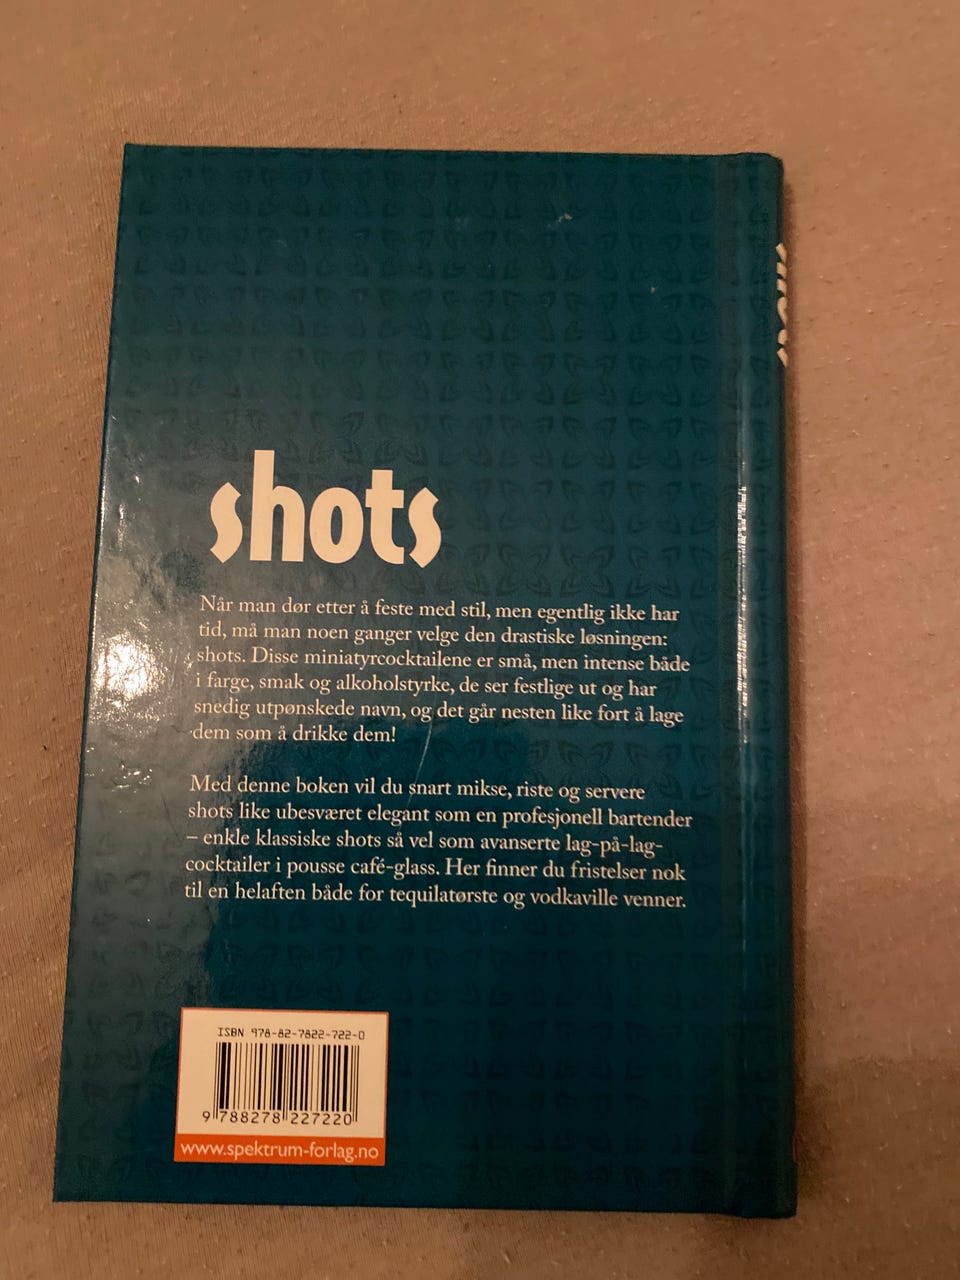 shots
Når man dør etter å feste med stil, men egentlig ikke har
tid, må man noen ganger velge den drastiske løsningen:
shots. Disse miniatyrcocktailene er små, men intense både
i farge, smak og alkoholstyrke, de ser festlige ut og har
snedig utpønskede navn, og det går nesten like fort å lage
dem som å drikke dem!
Med denne boken vil du snart mikse, riste og servere
shots like ubesværet elegant som en profesjonell bartender
– enkle klassiske shots så vel som avanserte lag-på-lag-
cocktailer i pousse café-glass. Her finner du fristelser nok
til en helaften både for tequilatørste og vodkaville venner.
ISBN 978-82-7822-722-0
9 788278 227220
www.spektrum-forlag.no